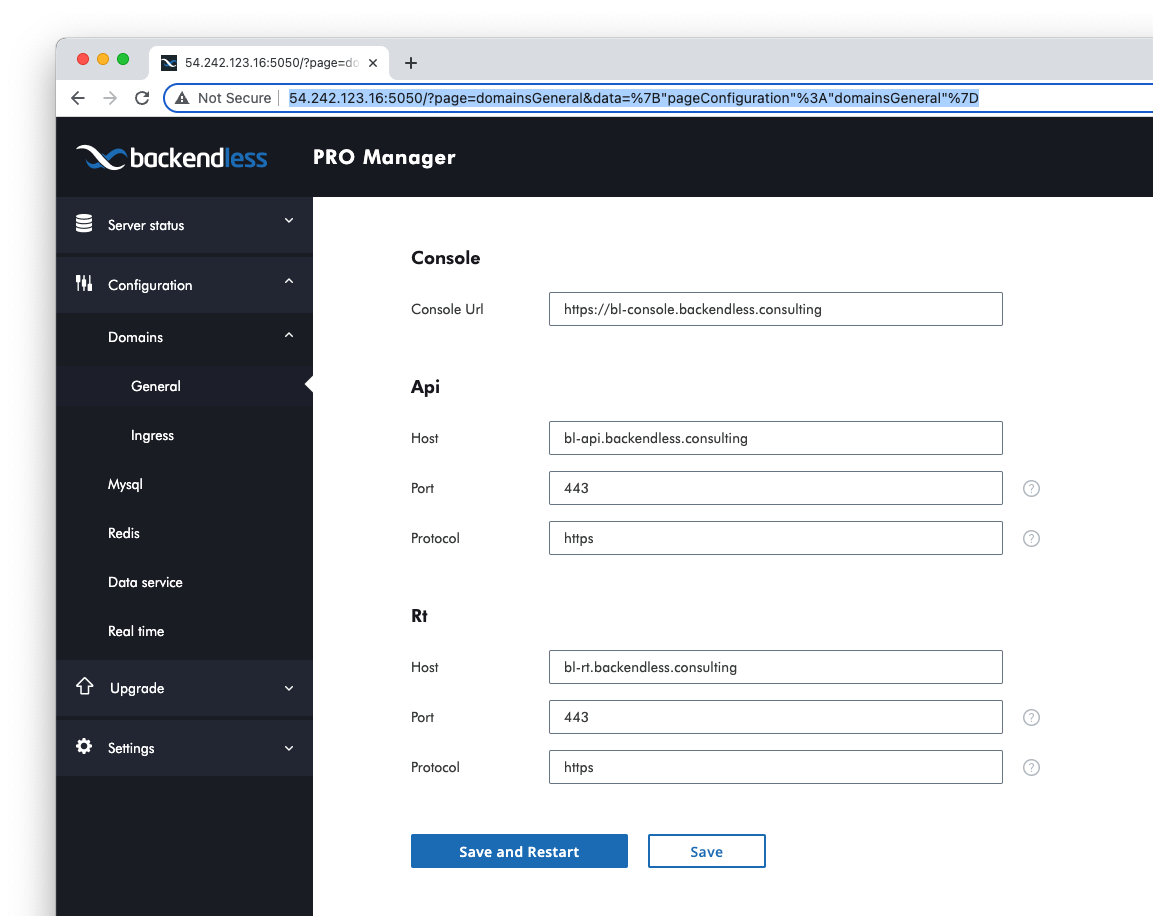 54.242.123.16:5050/?page=do
Not Secure
54.242.123.16:5050/?page=domainsGeneral&data=%7B"pageConfiguration"%3A"domainsGeneral"%7D
backendless
PRO Manager
Server status
Configuration
Domains
General
Ingress
Mysql
Redis
Data service
Real time
Upgrade
Settings
Console
Console Url
https://bl-console.backendless.consulting
Api
Host
bl-api.backendless.consulting
Port
443
?
Protocol
https
?
Rt
Host
bl-rt.backendless.consulting
Port
443
?
Protocol
https
?
Save and Restart
Save